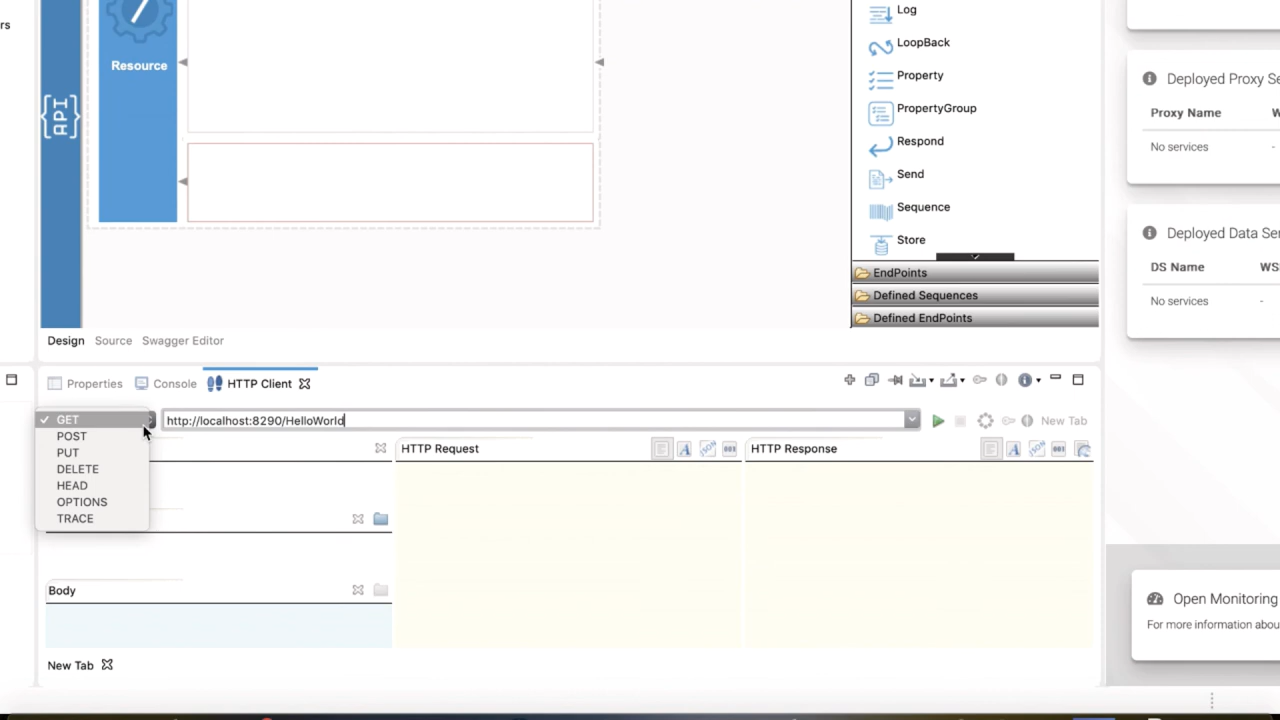 rs
Resource
{API}
Log
LoopBack
Property
PropertyGroup
Respond
Send
Sequence
Store
EndPoints
Defined Sequences
Defined EndPoints
Design Source Swagger Editor
Properties Console HTTP Client
GET
POST
PUT
DELETE
HEAD
OPTIONS
TRACE
http://localhost:8290/HelloWorld
New Tab
HTTP Request
HTTP Response
Body
New Tab
Deployed Proxy Se
Proxy Name W
No services -
Deployed Data Ser
DS Name WS
No services -
Open Monitoring
For more information abou